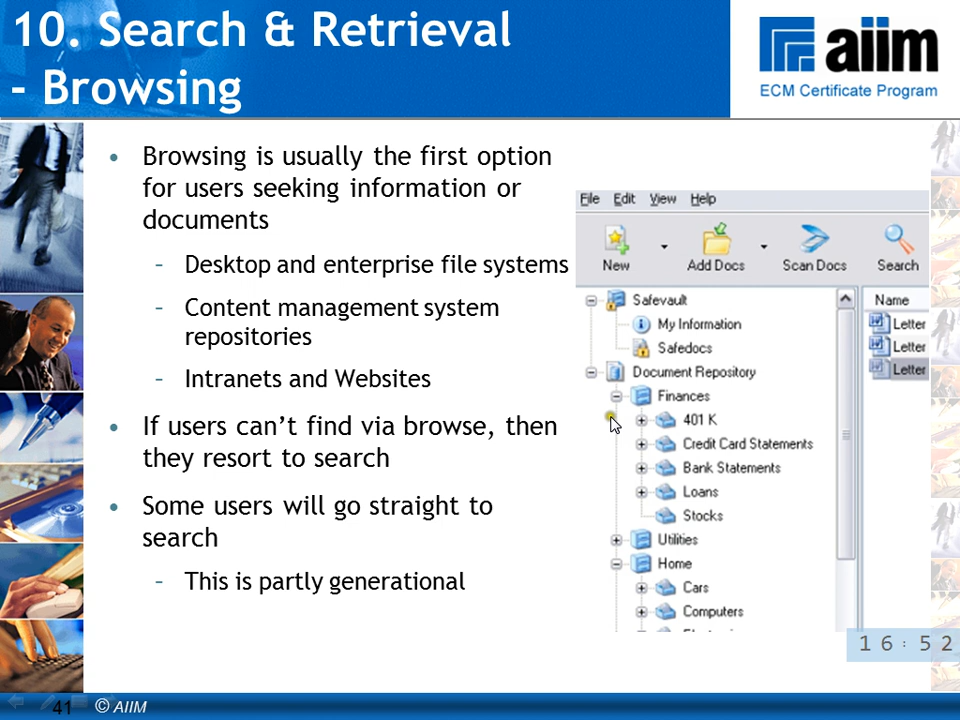 10. Search & Retrieval
- Browsing
aiim
ECM Certificate Program
• Browsing is usually the first option
for users seeking information or
documents
– Desktop and enterprise file systems
– Content management system
repositories
– Intranets and Websites
• If users can’t find via browse, then
they resort to search
• Some users will go straight to
search
– This is partly generational
File Edit View Help
New Add Docs Scan Docs Search
Safevault
My Information
Safedocs
Document Repository
Finances
401 K
Credit Card Statements
Bank Statements
Loans
Stocks
Utilities
Home
Cars
Computers
Name
Letter
Letter
Letter
16:52
41 © AIIM